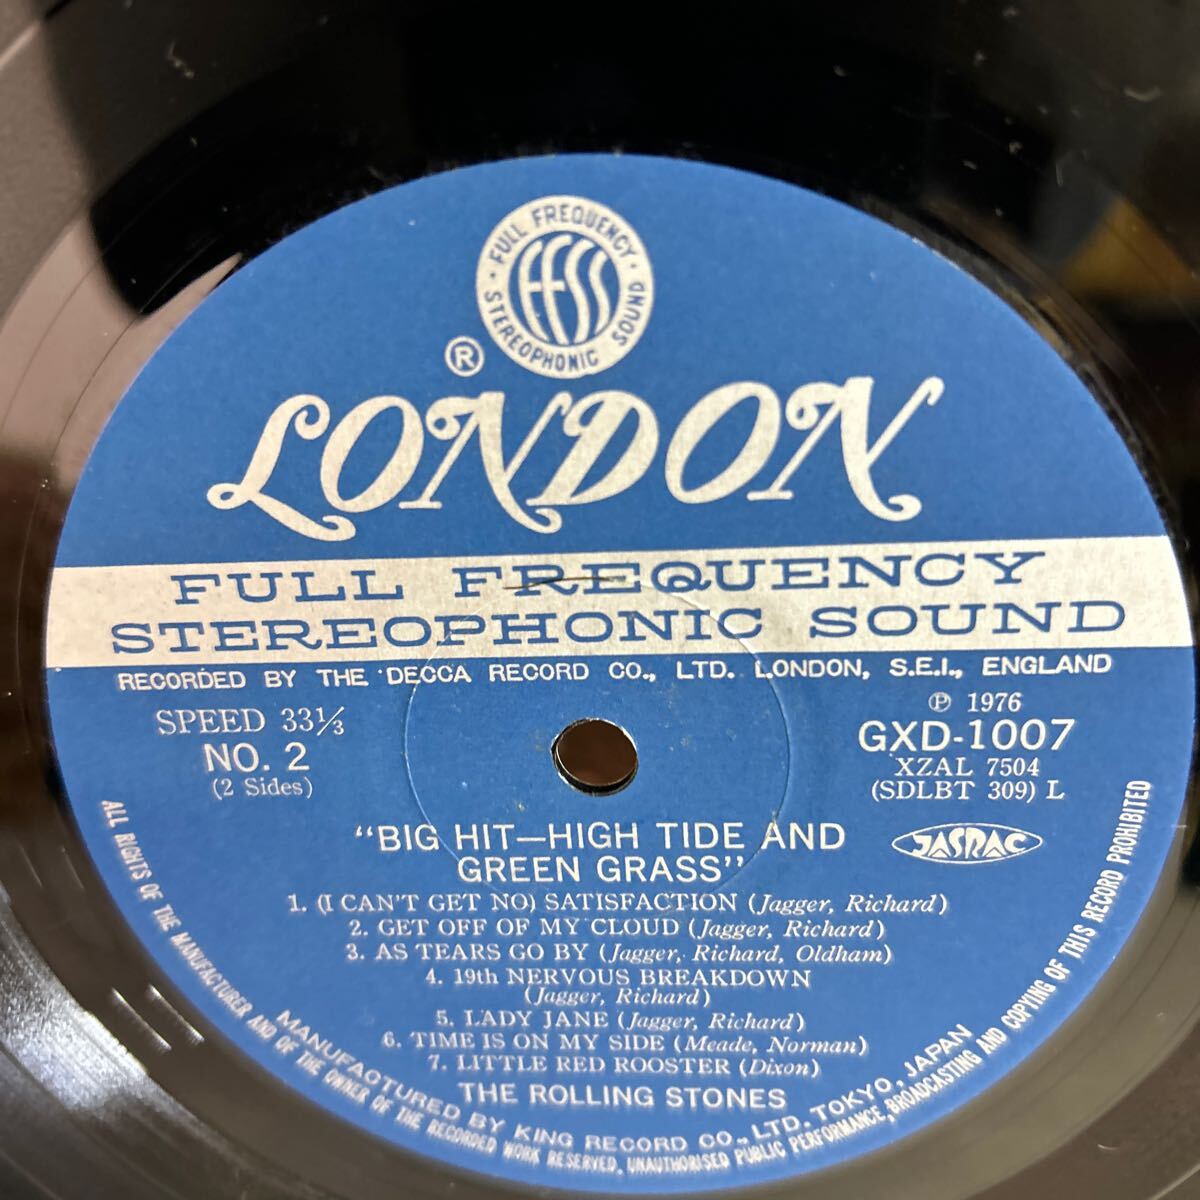 FULL FREQUENCY
STEREOPHONIC SOUND
FFSS
®
LONDON
FULL FREQUENCY
STEREOPHONIC SOUND
RECORDED BY THE DECCA RECORD CO., LTD. LONDON, S.E.I., ENGLAND
SPEED 33⅓
NO. 2
(2 Sides)
℗ 1976
GXD-1007
XZAL 7504
(SDLBT 309) L
JASRAC
"BIG HIT—HIGH TIDE AND
GREEN GRASS"
1. (I CAN'T GET NO) SATISFACTION (Jagger, Richard)
2. GET OFF OF MY CLOUD (Jagger, Richard)
3. AS TEARS GO BY (Jagger, Richard, Oldham)
4. 19th NERVOUS BREAKDOWN
(Jagger, Richard)
5. LADY JANE (Jagger, Richard)
6. TIME IS ON MY SIDE (Meade, Norman)
7. LITTLE RED ROOSTER (Dixon)
THE ROLLING STONES
MANUFACTURED BY KING RECORD CO., LTD. TOKYO, JAPAN
ALL RIGHTS OF THE MANUFACTURER AND OF THE OWNER OF THE RECORDED WORK RESERVED. UNAUTHORISED PUBLIC PERFORMANCE, BROADCASTING AND COPYING OF THIS RECORD PROHIBITED